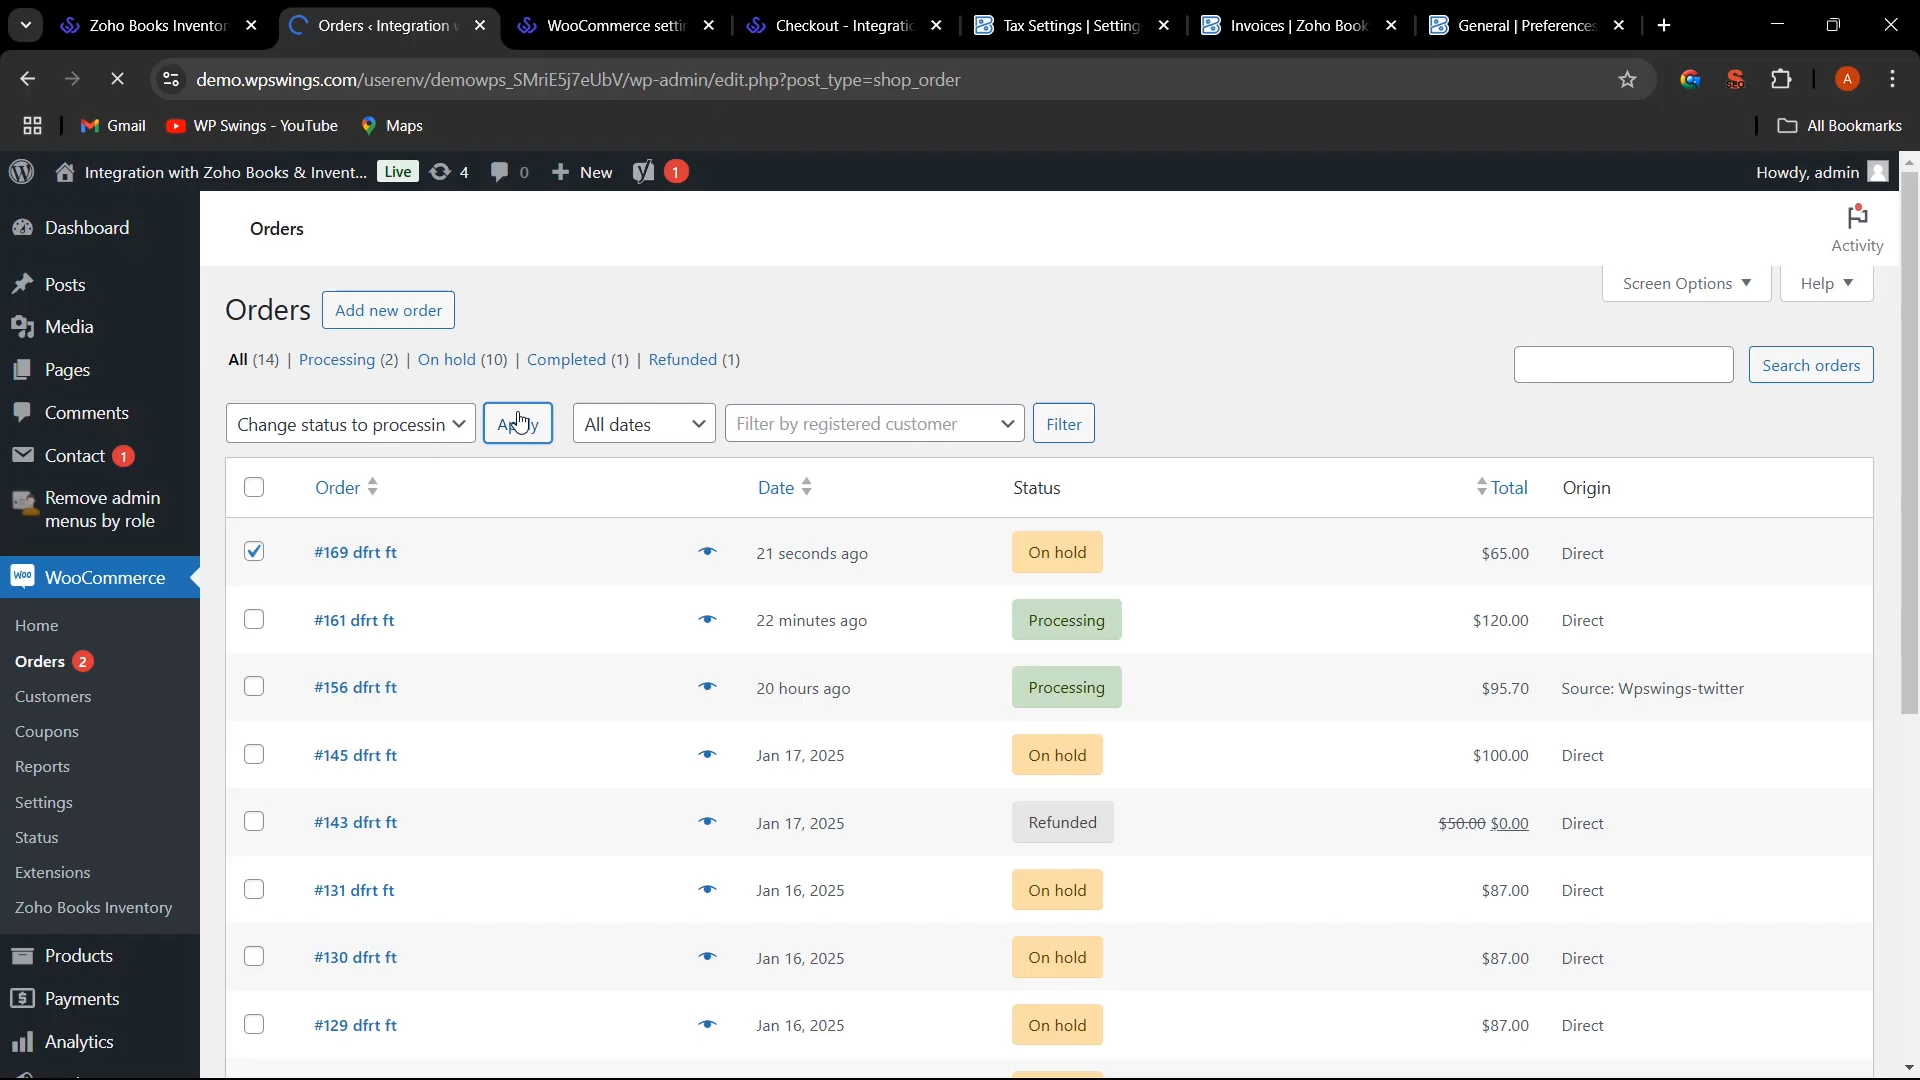 Zoho Books Inventor
Orders ‹ Integration
WooCommerce setti
Checkout - Integratio
Tax Settings | Setting
Invoices | Zoho Book
General | Preferences
demo.wpswings.com/userenv/demowps_SMriE5j7eUbV/wp-admin/edit.php?post_type=shop_order
SEO
A
Gmail
WP Swings - YouTube
Maps
All Bookmarks
Integration with Zoho Books & Invent...
Live
4
0
New
1
Howdy, admin
Dashboard
Posts
Media
Pages
Comments
Contact 1
Remove admin
menus by role
Woo WooCommerce
Home
Orders 2
Customers
Coupons
Reports
Settings
Status
Extensions
Zoho Books Inventory
Products
Payments
Analytics
Orders
Activity
Screen Options
Help
Orders
Add new order
All (14) | Processing (2) | On hold (10) | Completed (1) | Refunded (1)
Search orders
Change status to processin
Apply
All dates
Filter by registered customer
Filter
Order Date Status Total Origin
#169 dfrt ft 21 seconds ago On hold $65.00 Direct
#161 dfrt ft 22 minutes ago Processing $120.00 Direct
#156 dfrt ft 20 hours ago Processing $95.70 Source: Wpswings-twitter
#145 dfrt ft Jan 17, 2025 On hold $100.00 Direct
#143 dfrt ft Jan 17, 2025 Refunded $50.00 $0.00 Direct
#131 dfrt ft Jan 16, 2025 On hold $87.00 Direct
#130 dfrt ft Jan 16, 2025 On hold $87.00 Direct
#129 dfrt ft Jan 16, 2025 On hold $87.00 Direct